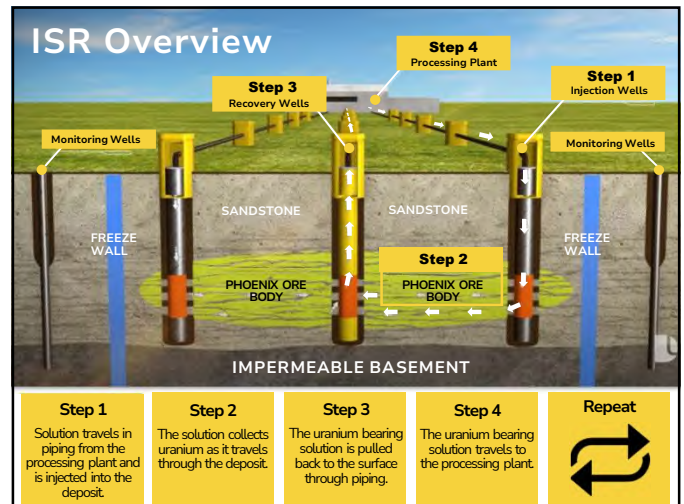 ISR Overview
Step 4
Processing Plant
Step 3
Recovery Wells
Step 1
Injection Wells
Monitoring Wells
Monitoring Wells
SANDSTONE
SANDSTONE
FREEZE
WALL
FREEZE
WALL
Step 2
PHOENIX ORE
BODY
PHOENIX ORE
BODY
IMPERMEABLE BASEMENT
Step 1
Solution travels in
piping from the
processing plant and
is injected into the
deposit.
Step 2
The solution collects
uranium as it travels
through the deposit.
Step 3
The uranium bearing
solution is pulled
back to the surface
through piping.
Step 4
The uranium bearing
solution travels to
the processing plant.
Repeat